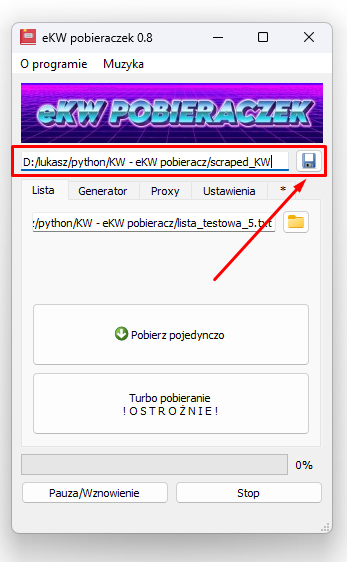 eKW pobieraczek 0.8
O programie Muzyka
eKW POBIERACZEK
D:/lukasz/python/KW - eKW pobieracz/scraped_KW
Lista Generator Proxy Ustawienia *
:/python/KW - eKW pobieracz/lista_testowa_5.txt
Pobierz pojedynczo
Turbo pobieranie
! O S T R O Ż N I E !
0%
Pauza/Wznowienie Stop